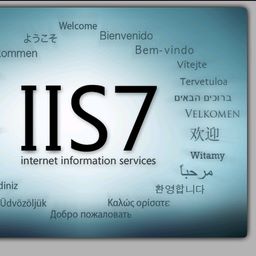 Welcome
ようこそ
Bienvenido
kommen
Bem-vindo
Vítejte
Tervetuloa
ברוכים הבאים
VELKOMEN
IIS7
欢迎
internet information services
Witamy
مرحباً
diniz
환영합니다
Üdvözöljük
Καλώς ορίσατε
Добро пожаловать